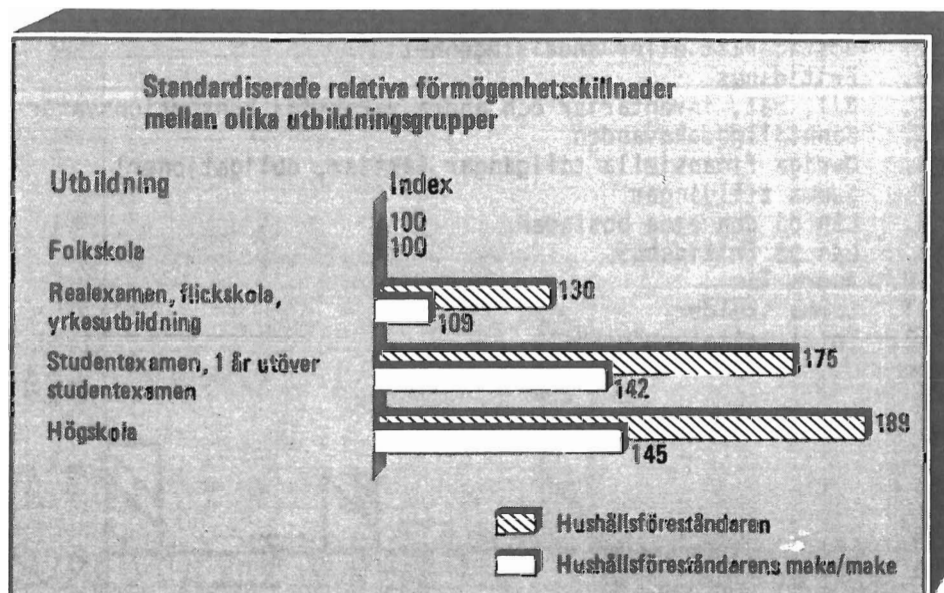 Standardiserade relativa förmögenhetsskillnader
mellan olika utbildningsgrupper
Utbildning Index
100
Folkskola 100
Realexamen, flickskola, 130
yrkesutbildning 109
Studentexamen, 1 år utöver 175
studentexamen 142
Högskola 189
145
Hushållsföreståndaren
Hushållsföreståndarens maka/make